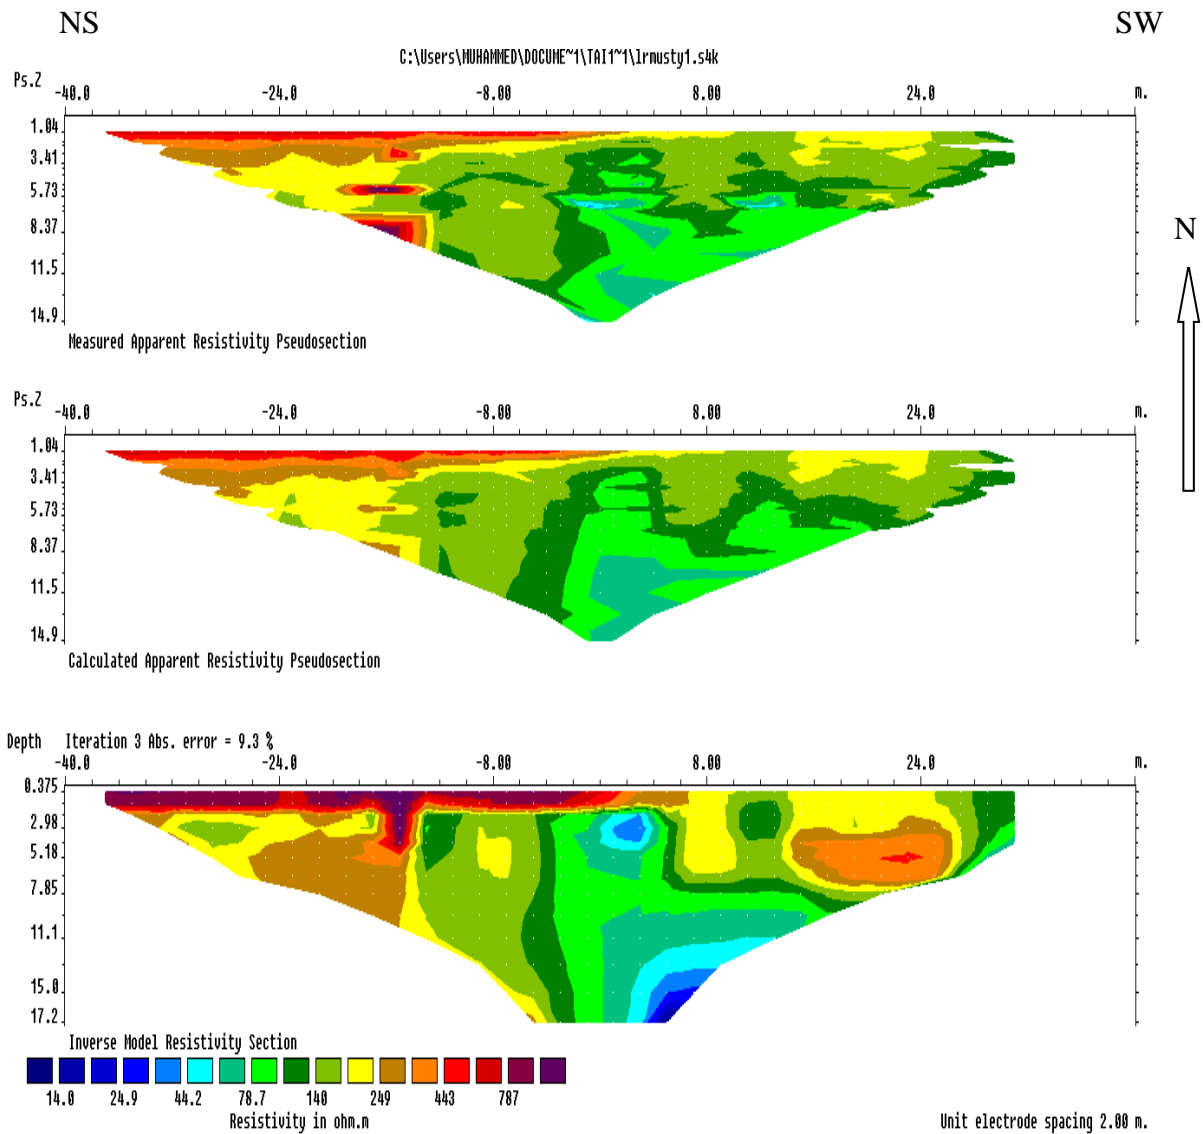 NS SW
C:\Users\MUHAMMED\DOCUME~1\TAI1~1\lrmusty1.s4k
Ps.Z -40.0 -24.0 -8.00 8.00 24.0 m.
1.04
3.41
5.73
8.37
11.5
14.9
Measured Apparent Resistivity Pseudosection
N
Ps.Z -40.0 -24.0 -8.00 8.00 24.0 m.
1.04
3.41
5.73
8.37
11.5
14.9
Calculated Apparent Resistivity Pseudosection
Depth Iteration 3 Abs. error = 9.3 %
-40.0 -24.0 -8.00 8.00 24.0 m.
0.375
2.98
5.18
7.85
11.1
15.0
17.2
Inverse Model Resistivity Section
14.0 24.9 44.2 78.7 140 249 443 787
Resistivity in ohm.m Unit electrode spacing 2.00 m.